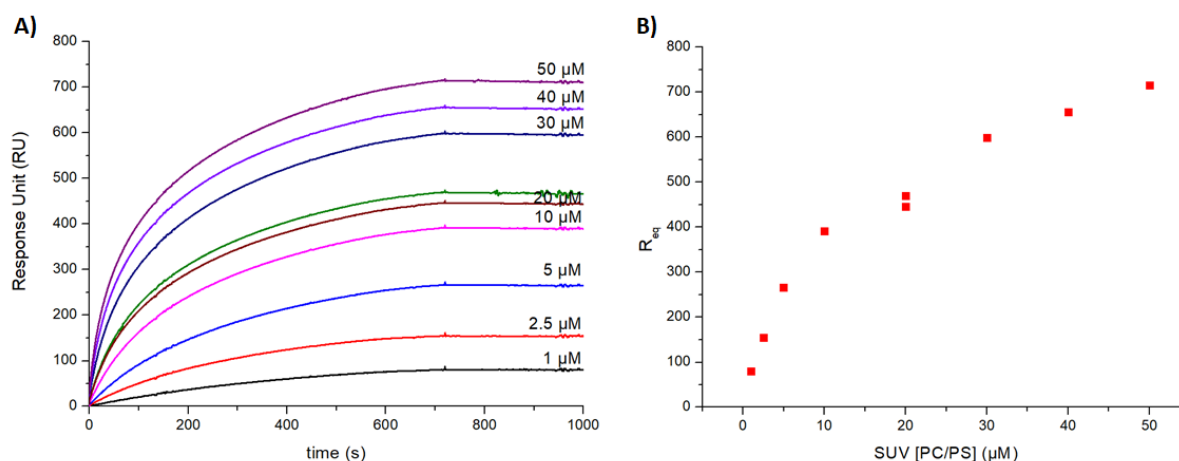 A)
800
700
600
500
400
300
200
100
0
Response Unit (RU)
50 µM
40 µM
30 µM
20 µM
10 µM
5 µM
2.5 µM
1 µM
0
200
400
600
800
1000
time (s)
B)
800
700
600
500
400
300
200
100
0
Req
0
10
20
30
40
50
SUV [PC/PS] (µM)